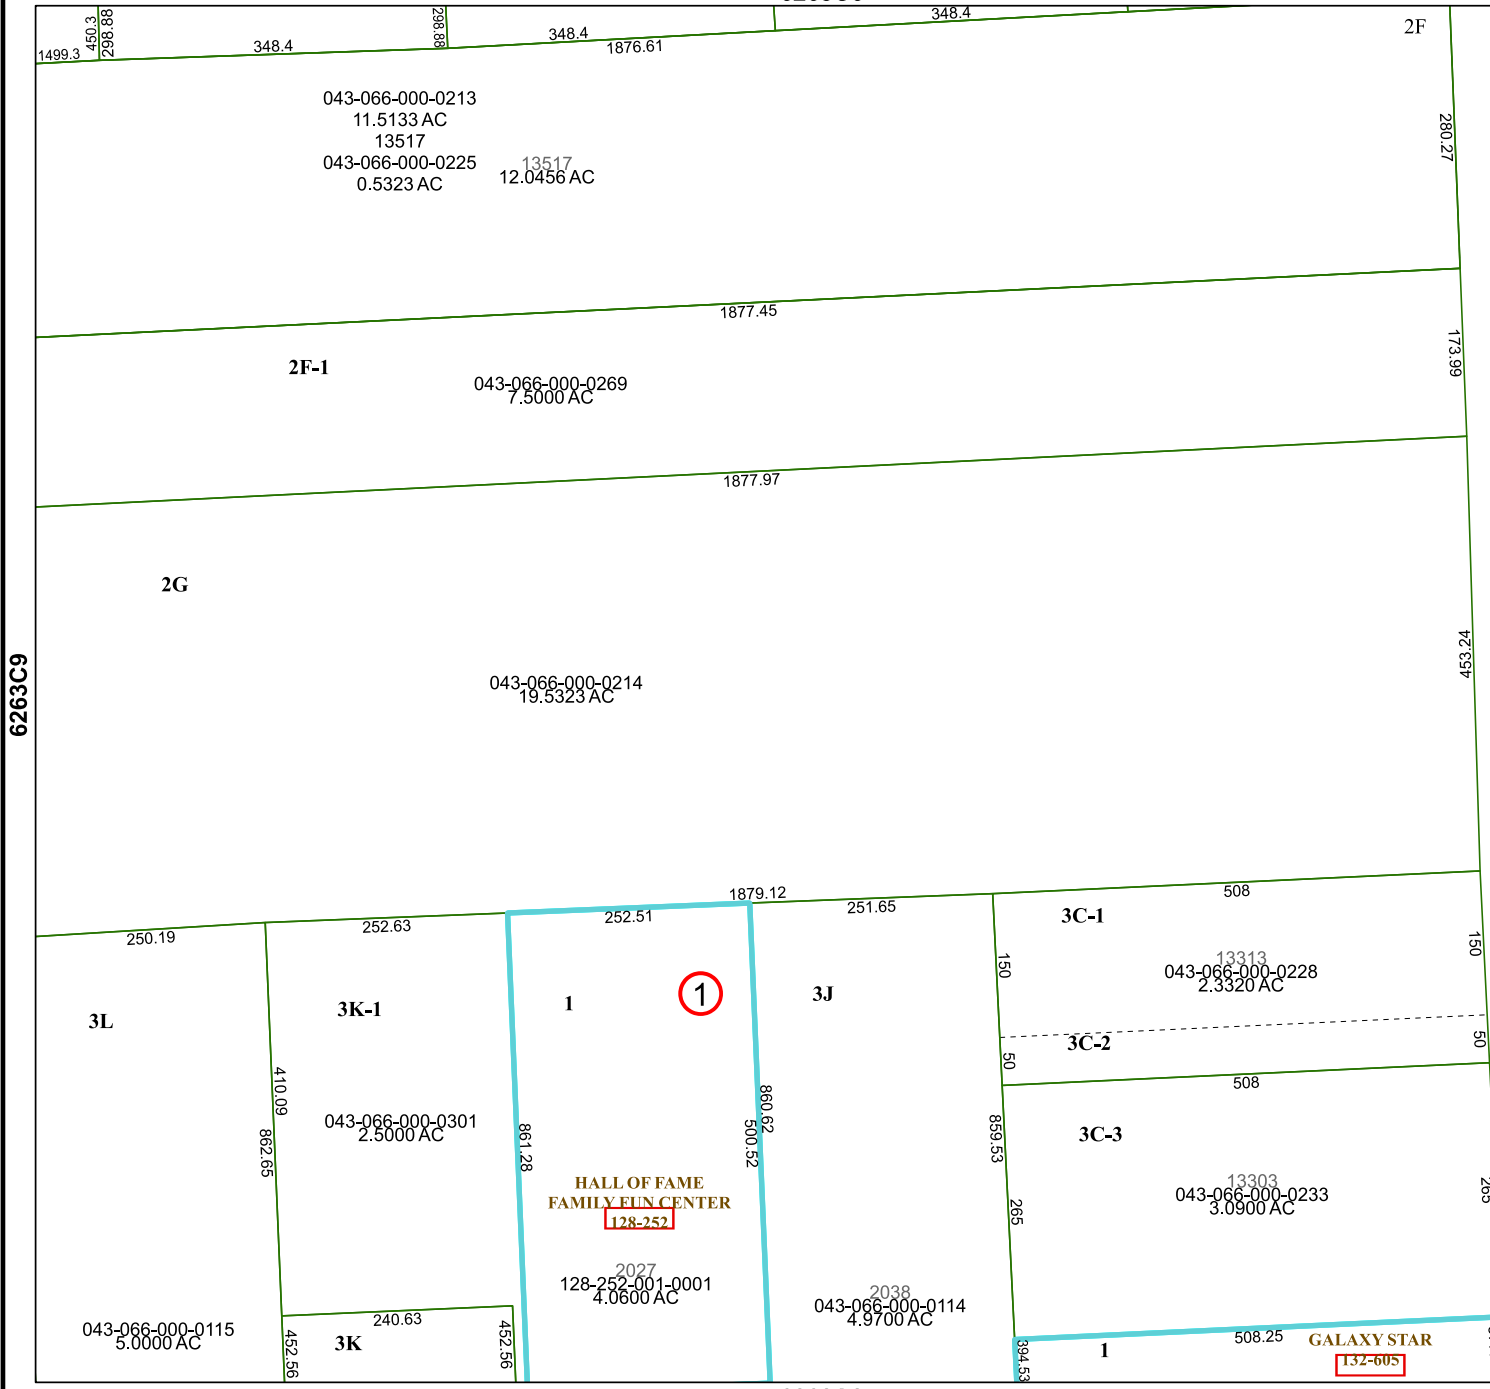 2F
1499.3
450.3
298.88
348.4
298.88
348.4
1876.61
348.4
280.27
043-066-000-0213
11.5133 AC
13517
043-066-000-0225
0.5323 AC
13517
12.0456 AC
1877.45
173.99
2F-1
043-066-000-0269
7.5000 AC
1877.97
2G
453.24
6263C9
043-066-000-0214
19.5323 AC
1879.12
250.19
252.63
252.51
251.65
508
3C-1
150
150
13313
043-066-000-0228
2.3320 AC
3L
3K-1
1
1
3J
3C-2
50
50
508
410.09
862.65
043-066-000-0301
2.5000 AC
861.28
860.62
500.52
859.53
3C-3
265
265
13303
043-066-000-0233
3.0900 AC
HALL OF FAME
FAMILY FUN CENTER
128-252
2027
128-252-001-0001
4.0600 AC
2038
043-066-000-0114
4.9700 AC
043-066-000-0115
5.0000 AC
452.56
240.63
3K
452.56
394.53
1
508.25
GALAXY STAR
132-605